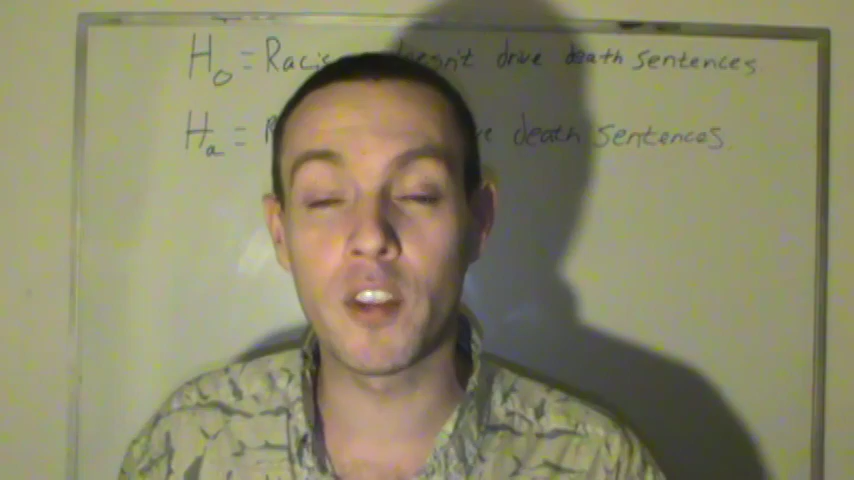 H₀ = Racis doesn't drive death sentences
Hₐ = death sentences.